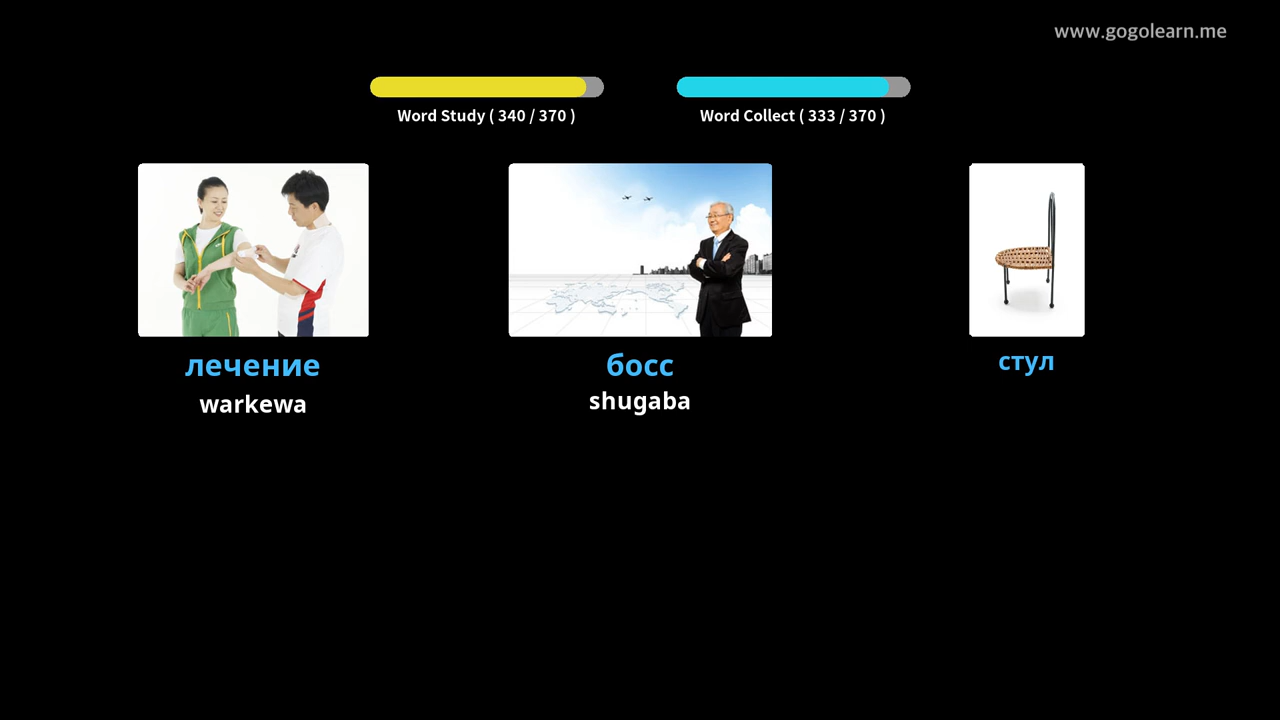 www.gogolearn.me
Word Study ( 340 / 370 )
Word Collect ( 333 / 370 )
лечение
warkewa
босс
shugaba
стул